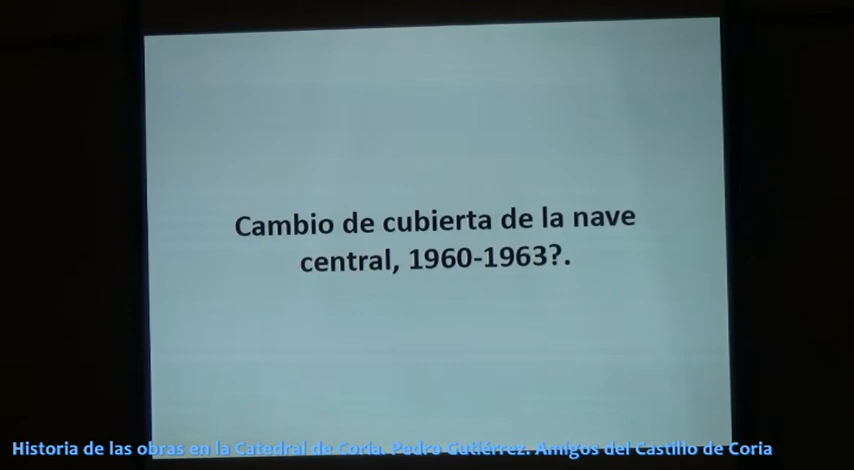 Cambio de cubierta de la nave
central, 1960-1963?.
Historia de las obras en la Catedral de Coria. Pedro Gutiérrez. Amigos del Castillo de Coria